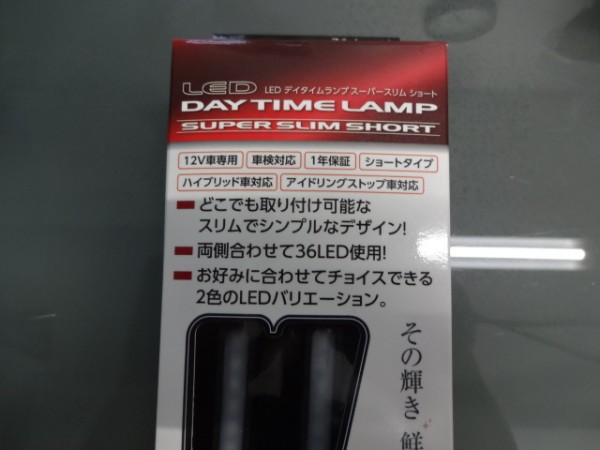 LED LED デイタイムランプ スーパースリム ショート
DAY TIME LAMP
SUPER SLIM SHORT
12V車専用 車検対応 1年保証 ショートタイプ
ハイブリッド車対応 アイドリングストップ車対応
どこでも取り付け可能な
スリムでシンプルなデザイン!
両側合わせて36LED使用!
お好みに合わせてチョイスできる
2色のLEDバリエーション。
その輝き 鮮